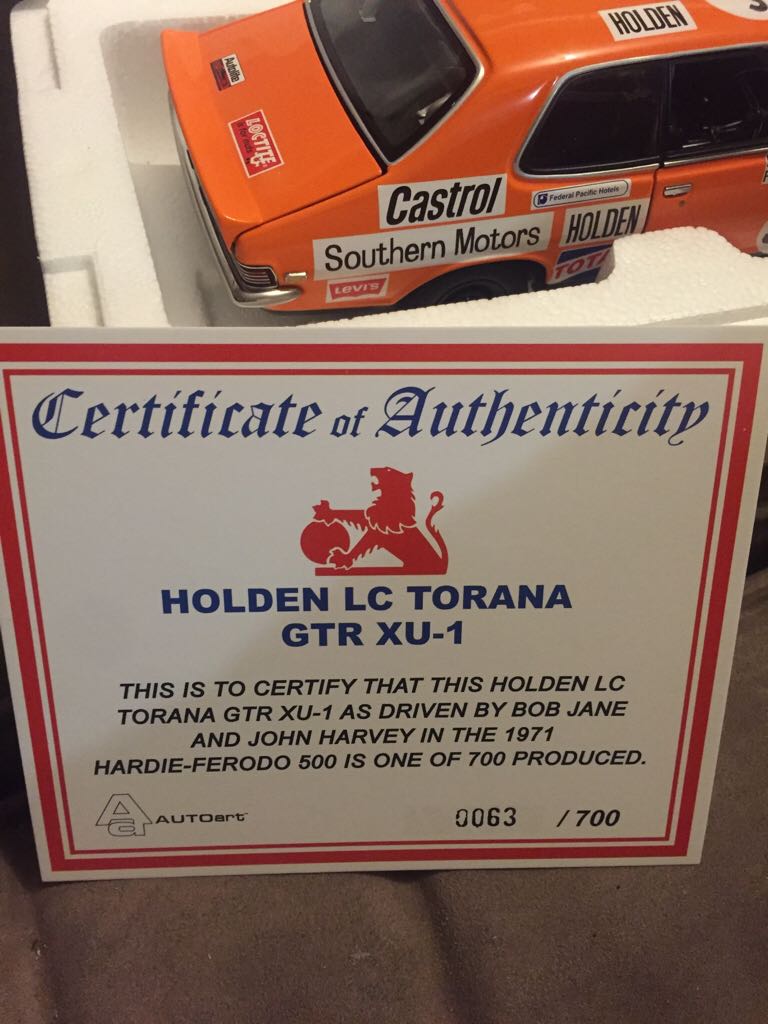 HOLDEN
Autolite
LOCTITE
Castrol
Federal Pacific Hotels
Southern Motors
HOLDEN
LEVI'S
TOTA
Certificate of Authenticity
HOLDEN LC TORANA
GTR XU-1
THIS IS TO CERTIFY THAT THIS HOLDEN LC
TORANA GTR XU-1 AS DRIVEN BY BOB JANE
AND JOHN HARVEY IN THE 1971
HARDIE-FERODO 500 IS ONE OF 700 PRODUCED.
AUTOart 0063 / 700